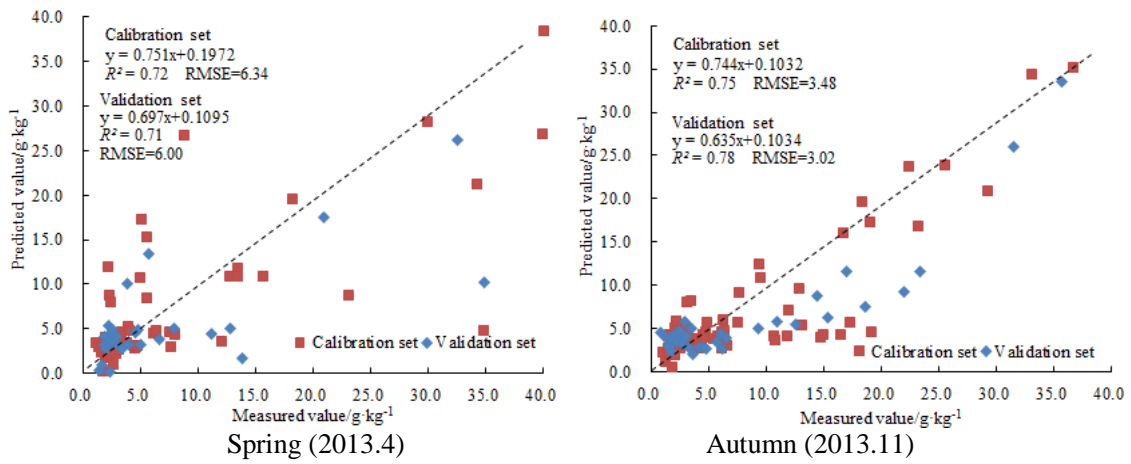 40.0
35.0
30.0
25.0
20.0
15.0
10.0
5.0
0.0
Predicted value/g·kg⁻¹
Calibration set
y = 0.751x+0.1972
R² = 0.72 RMSE=6.34
Validation set
y = 0.697x+0.1095
R² = 0.71
RMSE=6.00
Calibration set Validation set
0.0 5.0 10.0 15.0 20.0 25.0 30.0 35.0 40.0
Measured value/g·kg⁻¹
Spring (2013.4)
40.0
35.0
30.0
25.0
20.0
15.0
10.0
5.0
0.0
Predicted value/g·kg⁻¹
Calibration set
y = 0.744x+0.1032
R² = 0.75 RMSE=3.48
Validation set
y = 0.635x+0.1034
R² = 0.78 RMSE=3.02
Calibration set Validation set
0.0 5.0 10.0 15.0 20.0 25.0 30.0 35.0 40.0
Measured value/g·kg⁻¹
Autumn (2013.11)